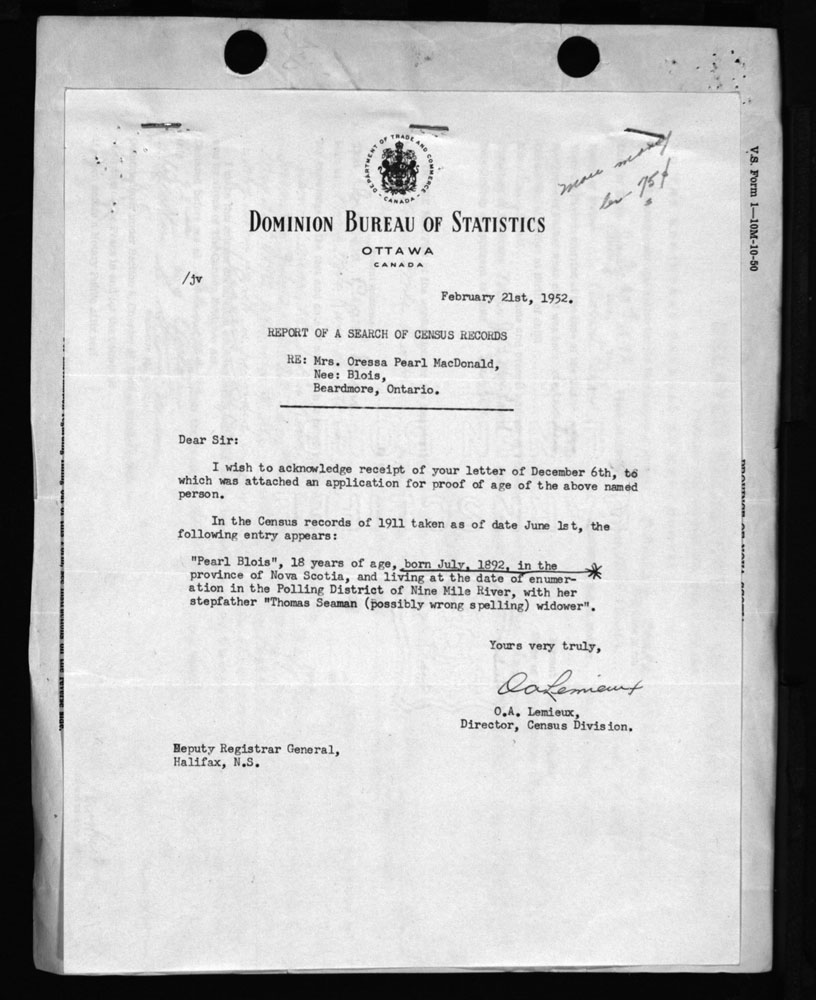 DEPARTMENT OF TRADE AND COMMERCE
CANADA
75¢
DOMINION BUREAU OF STATISTICS
OTTAWA
CANADA
V.S. Form 1—10M-10-50
/jv
February 21st, 1952.
REPORT OF A SEARCH OF CENSUS RECORDS
RE: Mrs. Oressa Pearl MacDonald,
Nee: Blois,
Beardmore, Ontario.
Dear Sir:
I wish to acknowledge receipt of your letter of December 6th, to
which was attached an application for proof of age of the above named
person.
In the Census records of 1911 taken as of date June 1st, the
following entry appears:
"Pearl Blois", 18 years of age, born July, 1892, in the
province of Nova Scotia, and living at the date of enumer-
ation in the Polling District of Nine Mile River, with her
stepfather "Thomas Seaman (possibly wrong spelling) widower".
Yours very truly,
OALemieux
O.A. Lemieux,
Director, Census Division.
Deputy Registrar General,
Halifax, N.S.